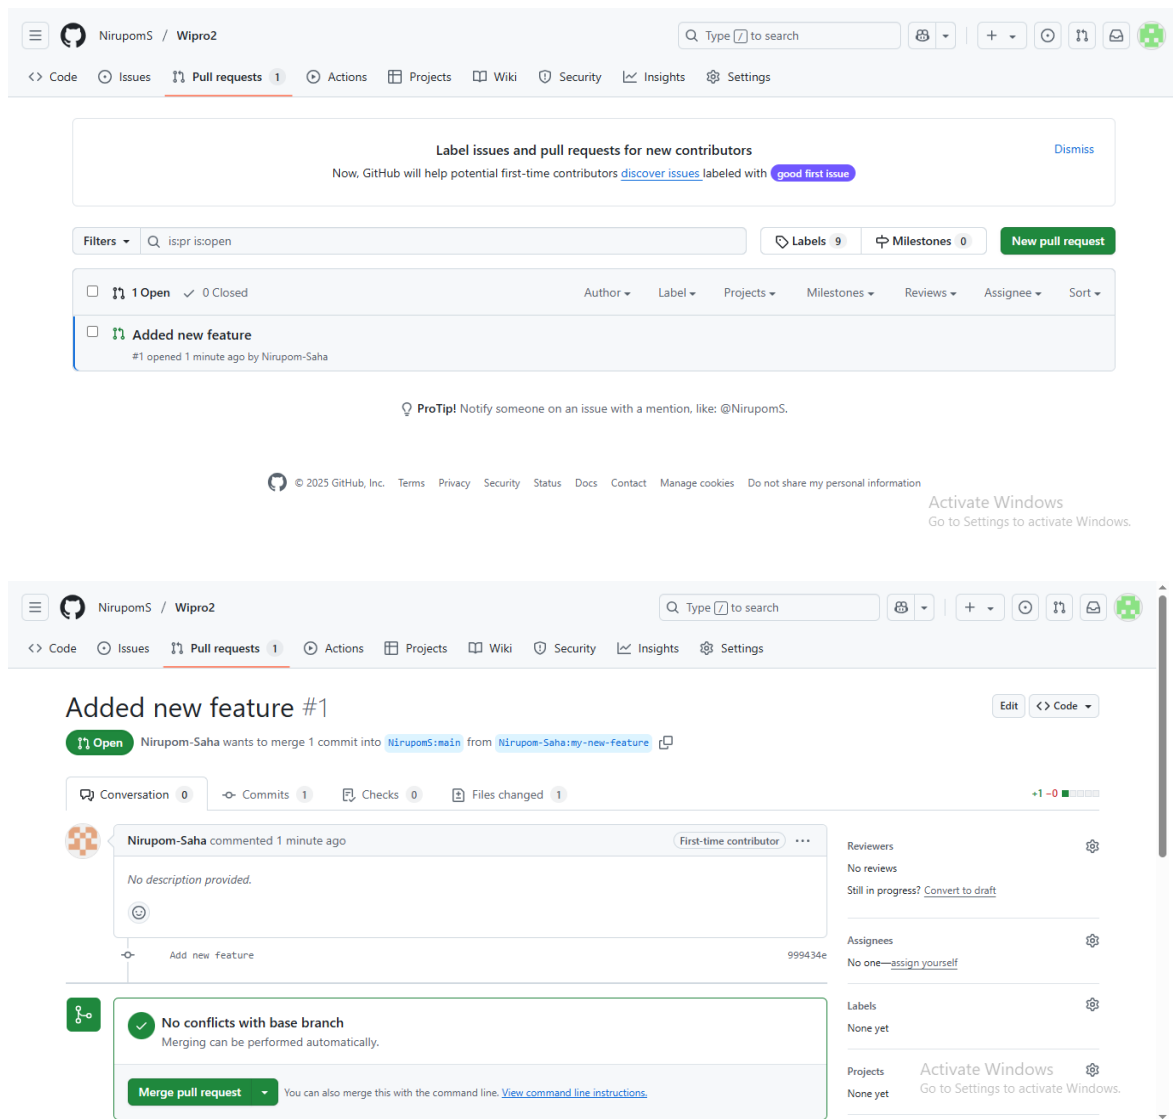 NirupomS / Wipro2 Type / to search
Code Issues Pull requests 1 Actions Projects Wiki Security Insights Settings
Label issues and pull requests for new contributors Dismiss
Now, GitHub will help potential first-time contributors discover issues labeled with good first issue
Filters is:pr is:open Labels 9 Milestones 0 New pull request
1 Open 0 Closed Author Label Projects Milestones Reviews Assignee Sort
Added new feature
#1 opened 1 minute ago by Nirupom-Saha
ProTip! Notify someone on an issue with a mention, like: @NirupomS.
© 2025 GitHub, Inc. Terms Privacy Security Status Docs Contact Manage cookies Do not share my personal information
Activate Windows
Go to Settings to activate Windows.
NirupomS / Wipro2 Type / to search
Code Issues Pull requests 1 Actions Projects Wiki Security Insights Settings
Added new feature #1 Edit Code
Open Nirupom-Saha wants to merge 1 commit into NirupomS:main from Nirupom-Saha:my-new-feature
Conversation 0 Commits 1 Checks 0 Files changed 1 +1 −0
Nirupom-Saha commented 1 minute ago First-time contributor ...
No description provided.
Add new feature 999434e
No conflicts with base branch
Merging can be performed automatically.
Merge pull request You can also merge this with the command line. View command line instructions.
Reviewers
No reviews
Still in progress? Convert to draft
Assignees
No one—assign yourself
Labels
None yet
Projects
None yet
Activate Windows
Go to Settings to activate Windows.